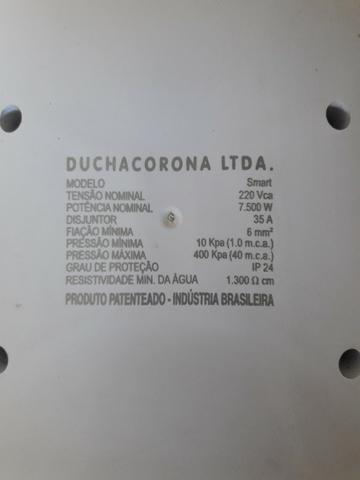 DUCHACORONA LTDA.
MODELO Smart
TENSÃO NOMINAL 220 Vca
POTÊNCIA NOMINAL 7.500 W
DISJUNTOR 35 A
FIAÇÃO MÍNIMA 6 mm²
PRESSÃO MÍNIMA 10 Kpa (1.0 m.c.a.)
PRESSÃO MÁXIMA 400 Kpa (40 m.c.a.)
GRAU DE PROTEÇÃO IP 24
RESISTIVIDADE MIN. DA ÁGUA 1.300 Ω cm
PRODUTO PATENTEADO - INDÚSTRIA BRASILEIRA